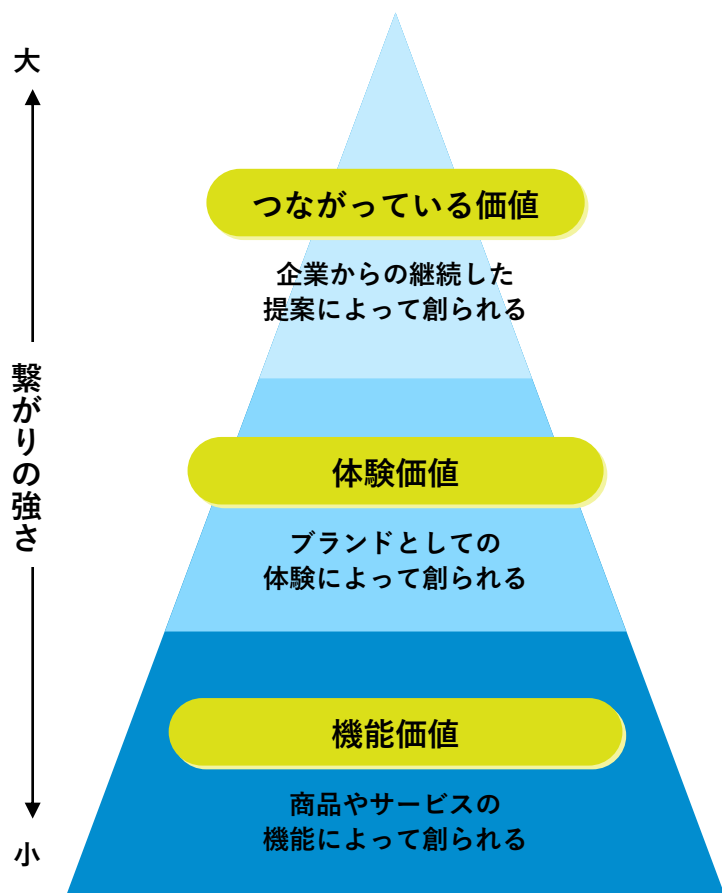 大
つながっている価値
企業からの継続した
提案によって創られる
繋がりの強さ
体験価値
ブランドとしての
体験によって創られる
機能価値
商品やサービスの
機能によって創られる
小